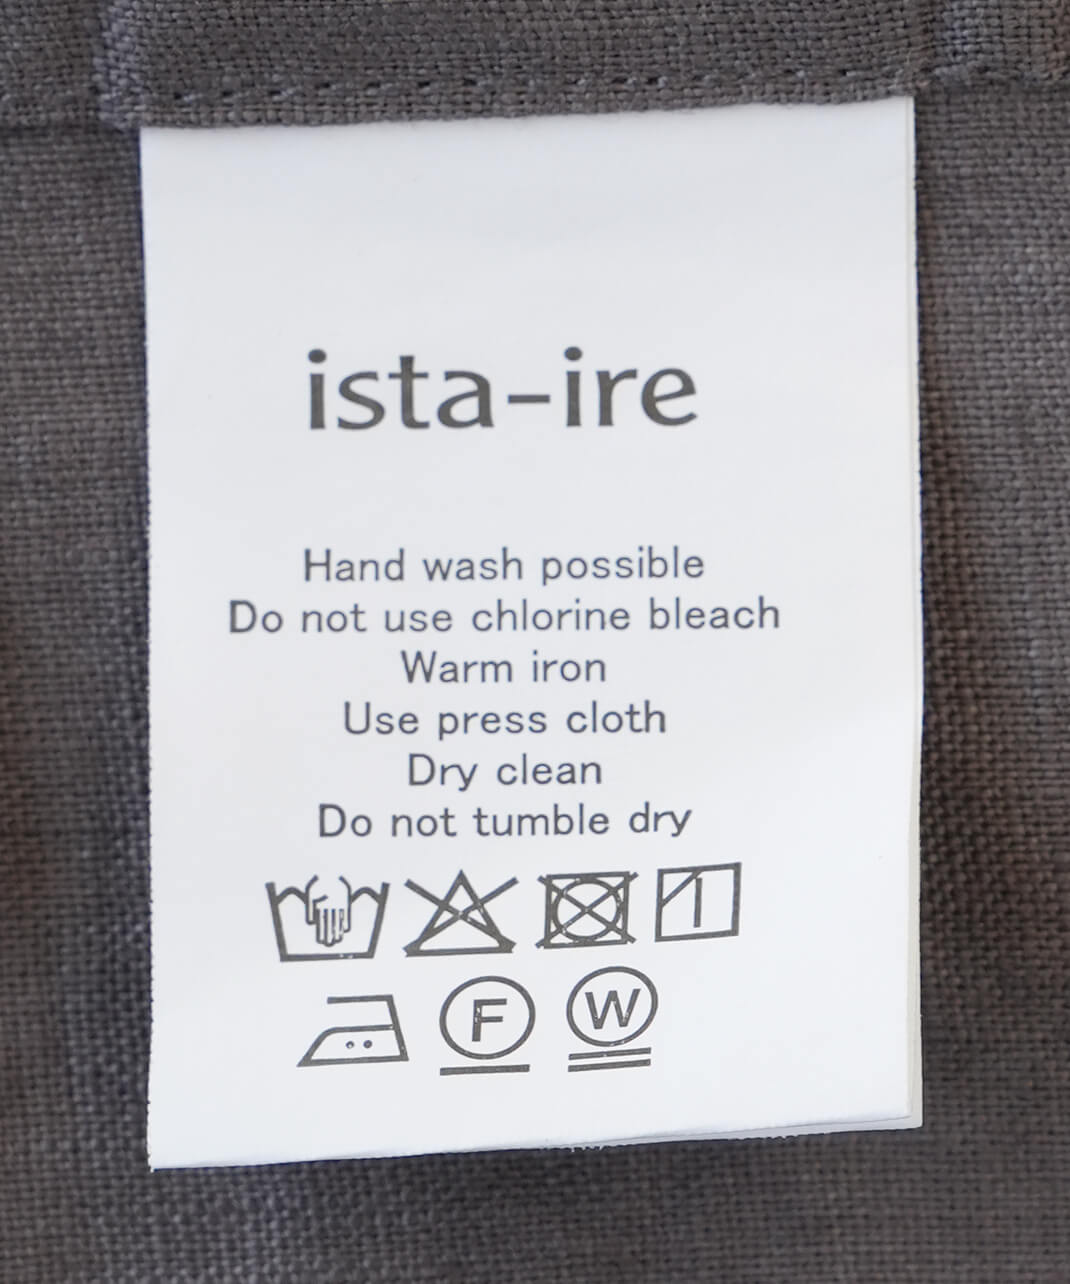 ista-ire
Hand wash possible
Do not use chlorine bleach
Warm iron
Use press cloth
Dry clean
Do not tumble dry
F W